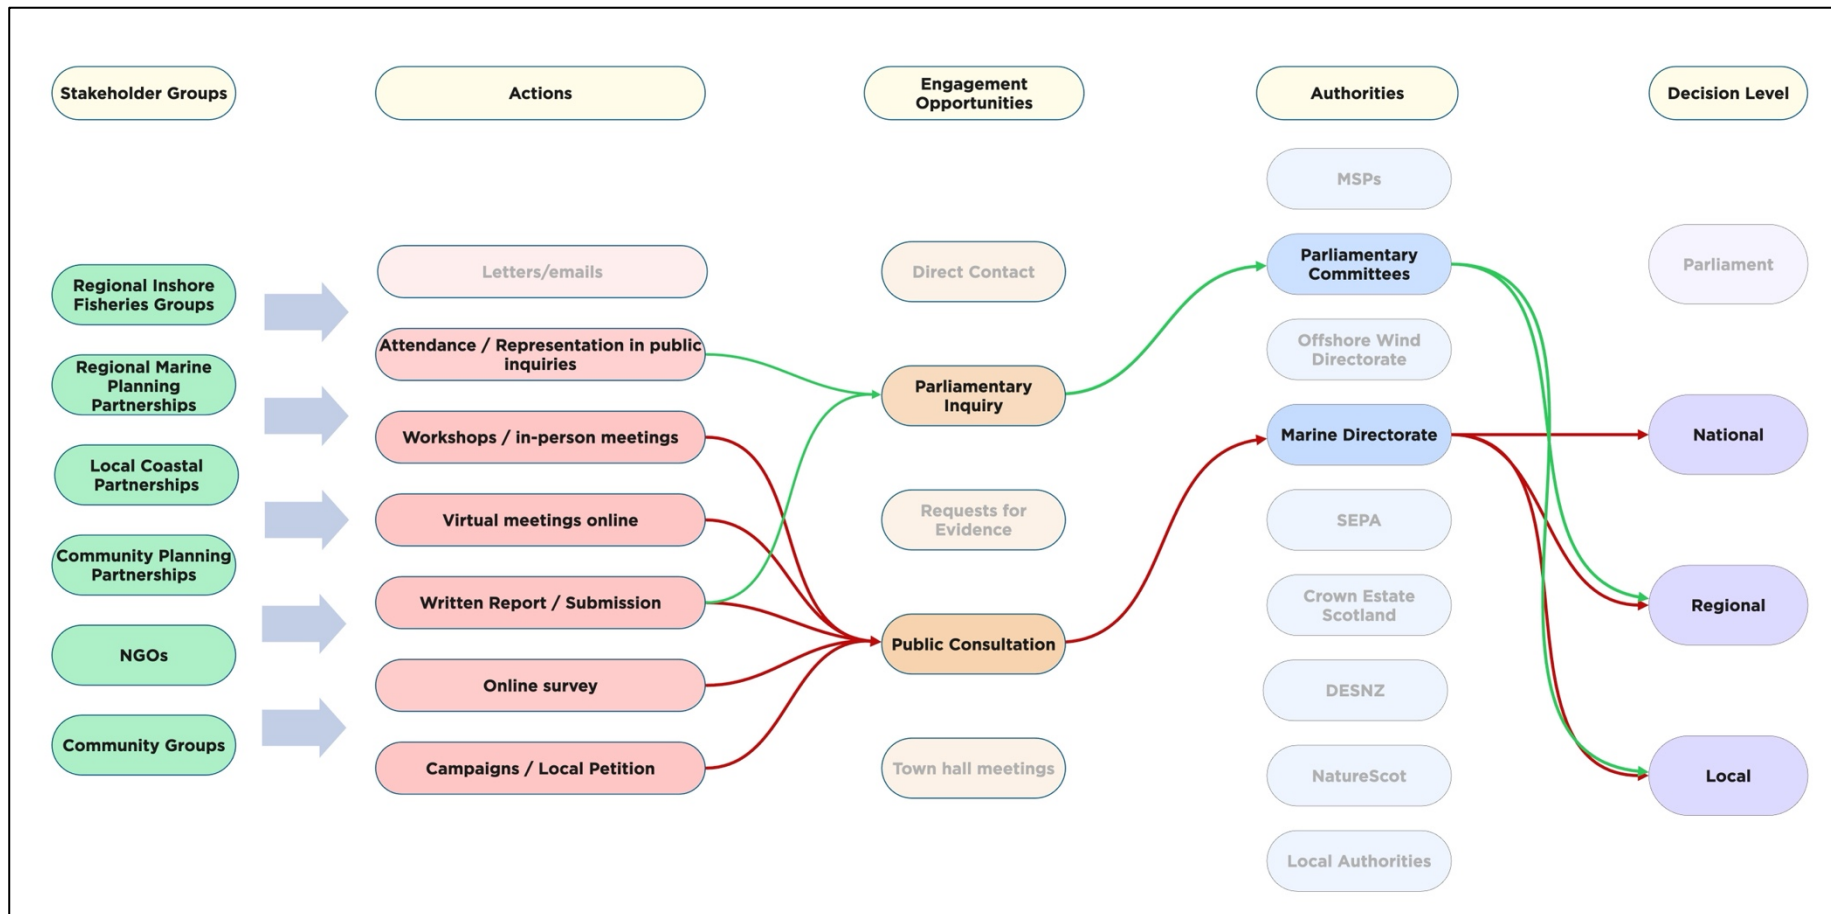 Stakeholder Groups
Actions
Engagement
Opportunities
Authorities
Decision Level
Regional Inshore
Fisheries Groups
Regional Marine
Planning
Partnerships
Local Coastal
Partnerships
Community Planning
Partnerships
NGOs
Community Groups
Letters/emails
Attendance / Representation in public
inquiries
Workshops / in-person meetings
Virtual meetings online
Written Report / Submission
Online survey
Campaigns / Local Petition
Direct Contact
Parliamentary
Inquiry
Requests for
Evidence
Public Consultation
Town hall meetings
MSPs
Parliamentary
Committees
Offshore Wind
Directorate
Marine Directorate
SEPA
Crown Estate
Scotland
DESNZ
NatureScot
Local Authorities
Parliament
National
Regional
Local